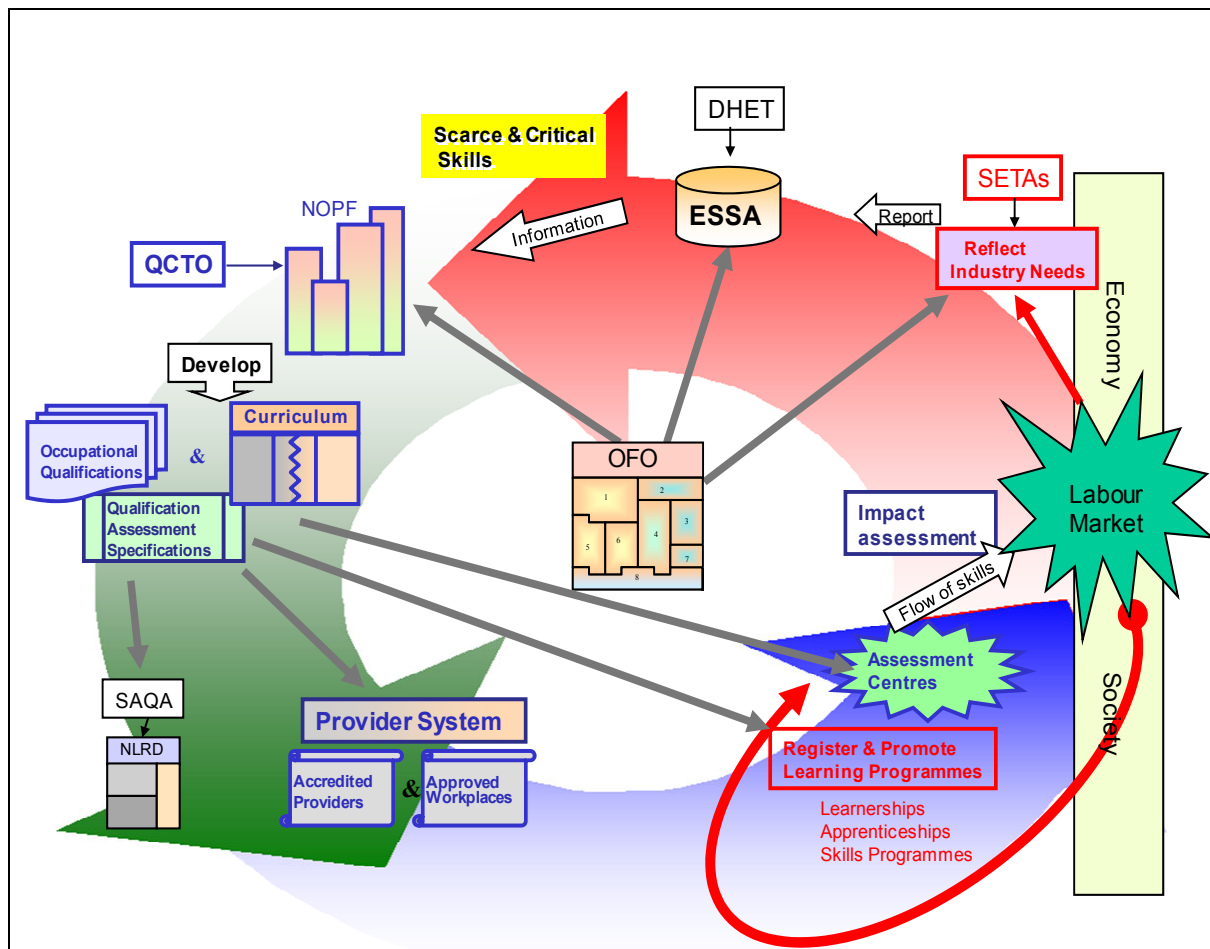 DHET
Scarce & Critical
Skills
SETAs
ESSA
NOPF
Information
Report
Reflect
Industry Needs
QCTO
Economy
Develop
Curriculum
Occupational
Qualifications
&
OFO
1
2
3
4
5
6
7
8
Qualification
Assessment
Specifications
Impact
assessment
Labour
Market
Flow of skills
Assessment
Centres
Society
SAQA
NLRD
Provider System
Accredited
Providers
&
Approved
Workplaces
Register & Promote
Learning Programmes
Learnerships
Apprenticeships
Skills Programmes